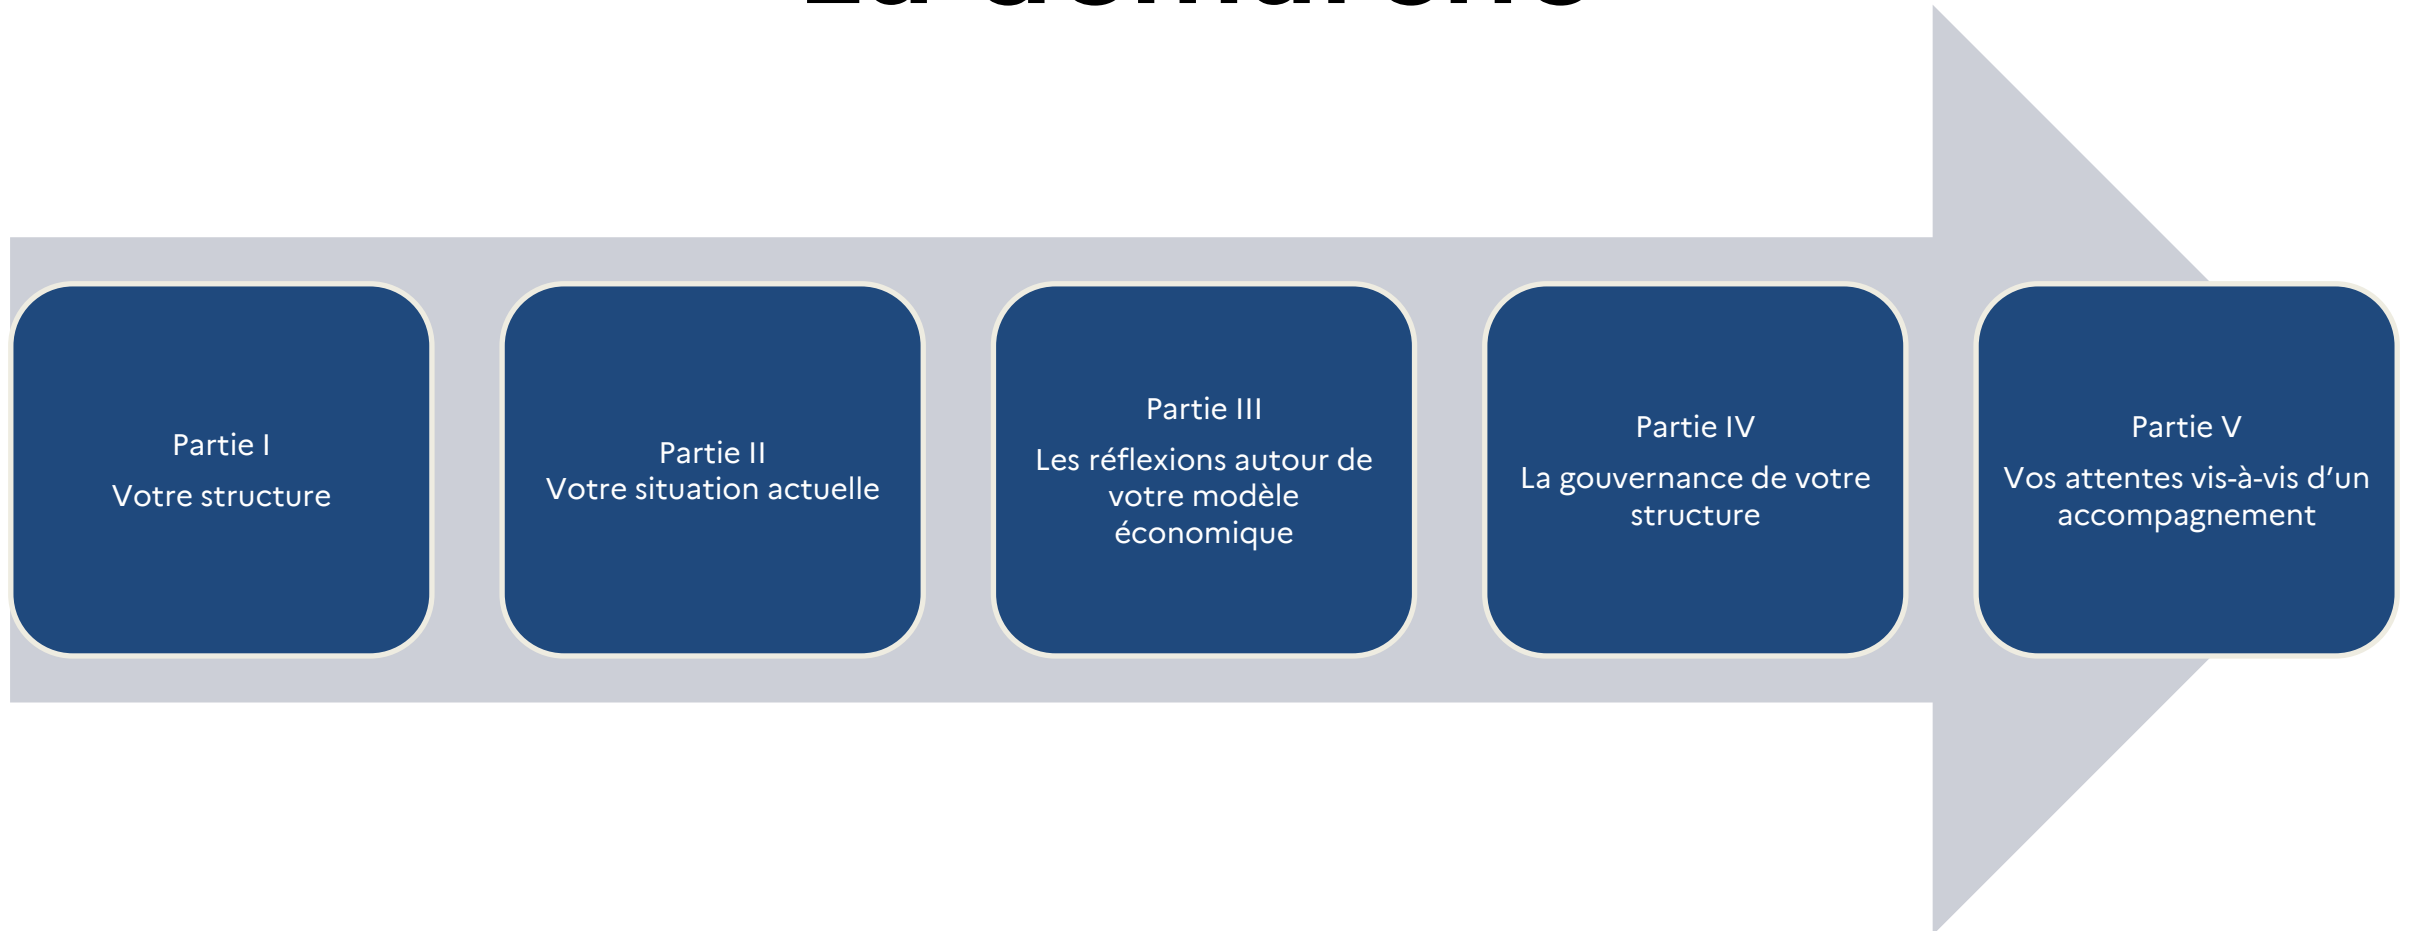 Partie I
Votre structure
Partie II
Votre situation actuelle
Partie III
Les réflexions autour de
votre modèle
économique
Partie IV
La gouvernance de votre
structure
Partie V
Vos attentes vis-à-vis d’un
accompagnement